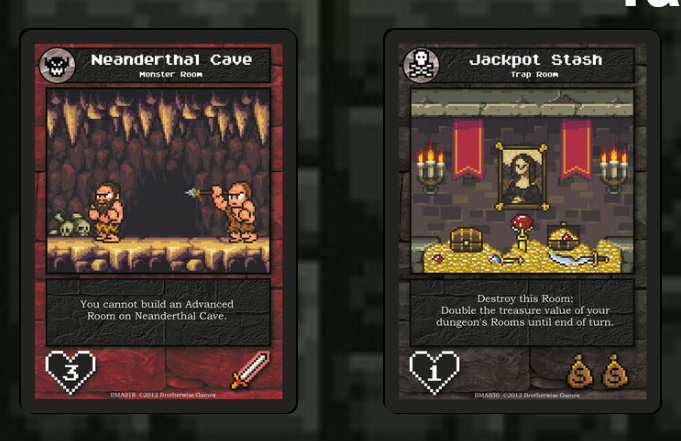 Neanderthal Cave
Monster Room
You cannot build an Advanced
Room on Neanderthal Cave.
3
BMA018 ©2012 Brotherwise Games
Jackpot Stash
Trap Room
Destroy this Room:
Double the treasure value of your
dungeon's Rooms until end of turn.
1
BMA030 ©2012 Brotherwise Games